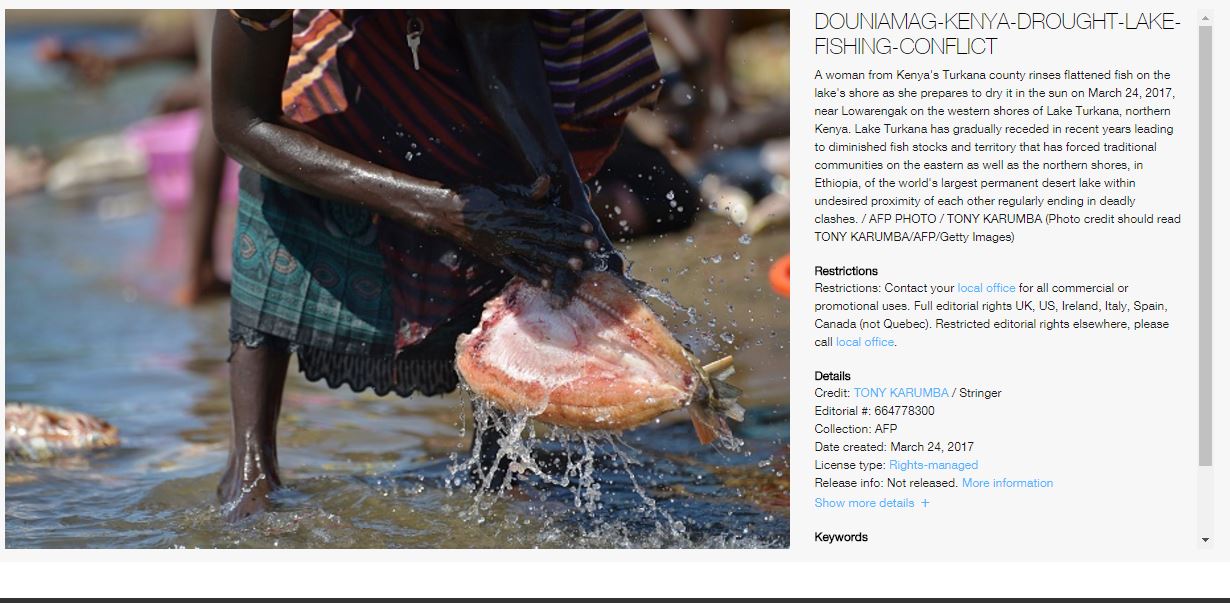 DOUNIAMAG-KENYA-DROUGHT-LAKE-
FISHING-CONFLICT
A woman from Kenya's Turkana county rinses flattened fish on the
lake's shore as she prepares to dry it in the sun on March 24, 2017,
near Lowarengak on the western shores of Lake Turkana, northern
Kenya. Lake Turkana has gradually receded in recent years leading
to diminished fish stocks and territory that has forced traditional
communities on the eastern as well as the northern shores, in
Ethiopia, of the world's largest permanent desert lake within
undesired proximity of each other regularly ending in deadly
clashes. / AFP PHOTO / TONY KARUMBA (Photo credit should read
TONY KARUMBA/AFP/Getty Images)
Restrictions
Restrictions: Contact your local office for all commercial or
promotional uses. Full editorial rights UK, US, Ireland, Italy, Spain,
Canada (not Quebec). Restricted editorial rights elsewhere, please
call local office.
Details
Credit: TONY KARUMBA / Stringer
Editorial #: 664778300
Collection: AFP
Date created: March 24, 2017
License type: Rights-managed
Release info: Not released. More information
Show more details +
Keywords